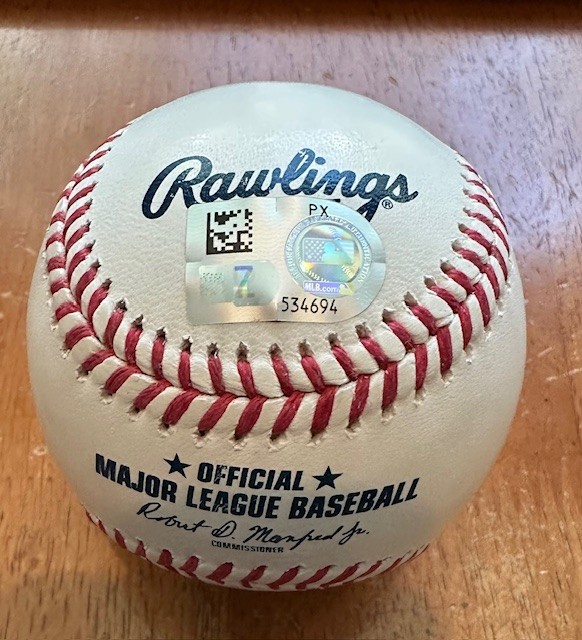 Rawlings®
PX
MLB.com
534694
★ OFFICIAL ★
MAJOR LEAGUE BASEBALL
Robert D. Manfred Jr.
COMMISSIONER